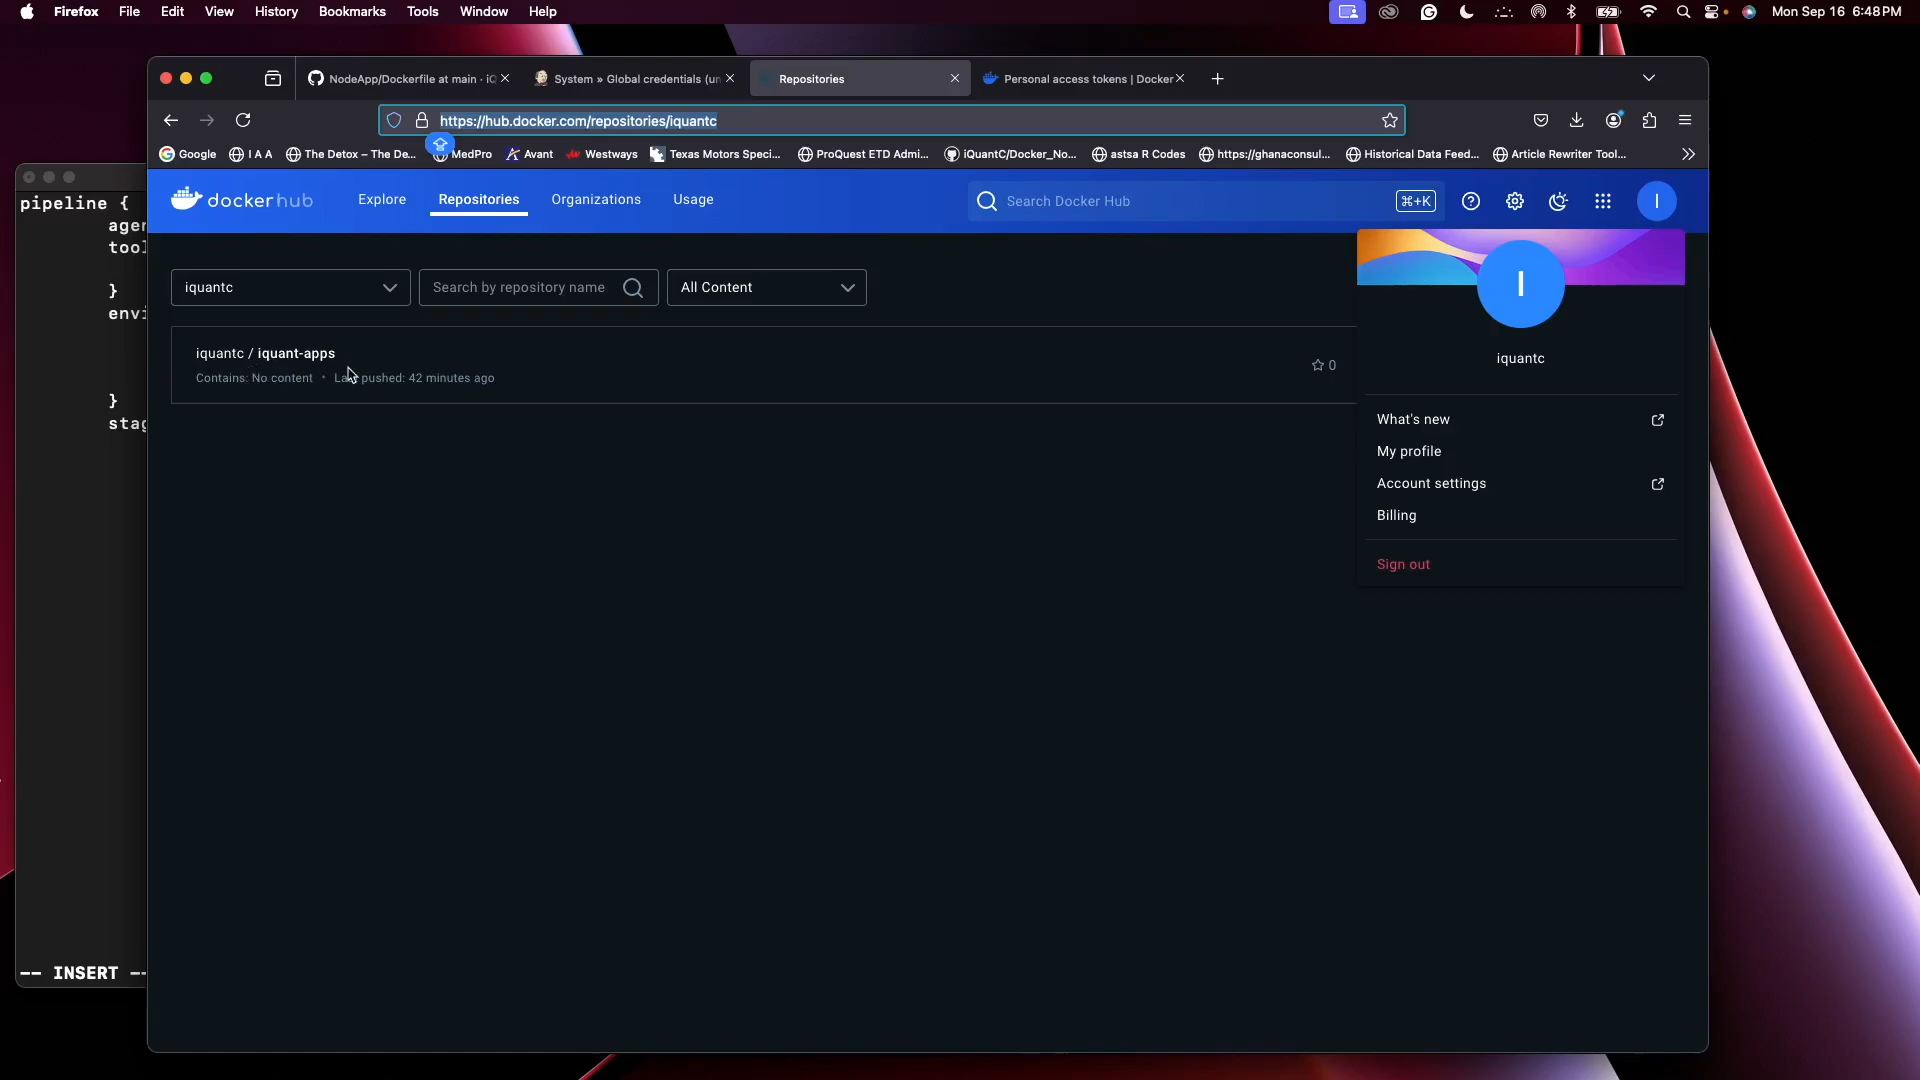 Firefox File Edit View History Bookmarks Tools Window Help Mon Sep 16 6:48 PM
NodeApp/Dockerfile at main · iQ System » Global credentials (un Repositories Personal access tokens | Docker
https://hub.docker.com/repositories/iquantc
Google I A A The Detox – The De... MedPro Avant Westways Texas Motors Speci... ProQuest ETD Admi... iQuantC/Docker_No... astsa R Codes https://ghanaconsul... Historical Data Feed... Article Rewriter Tool...
dockerhub Explore Repositories Organizations Usage Search Docker Hub ⌘+K I
iquantc Search by repository name All Content
iquantc / iquant-apps
Contains: No content • Last pushed: 42 minutes ago
0
I
iquantc
What's new
My profile
Account settings
Billing
Sign out
pipeline {
agen
tool
}
envi
}
stag
-- INSERT --